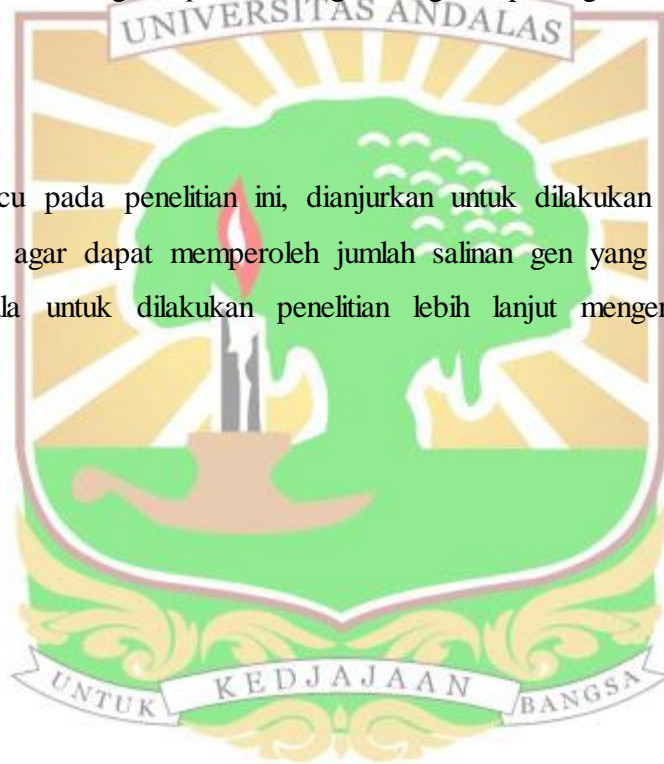 UNIVERSITAS ANDALAS
cu pada penelitian ini, dianjurkan untuk dilakukan
agar dapat memperoleh jumlah salinan gen yang
la untuk dilakukan penelitian lebih lanjut menge
UNTUK KEDJAJAAN BANGSA